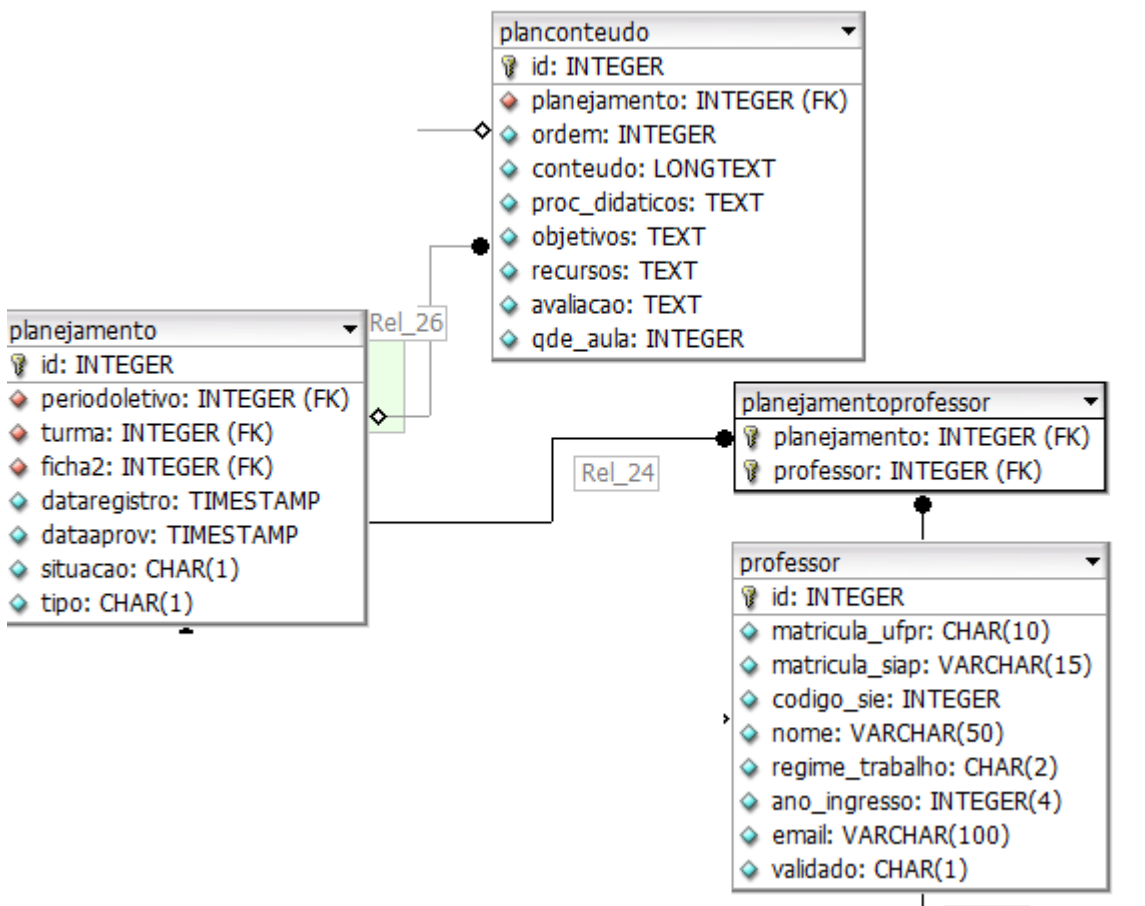 planconteudo
id: INTEGER
planejamento: INTEGER (FK)
ordem: INTEGER
conteudo: LONGTEXT
proc_didaticos: TEXT
objetivos: TEXT
recursos: TEXT
avaliacao: TEXT
qde_aula: INTEGER
Rel_26
planejamento
id: INTEGER
periodoletivo: INTEGER (FK)
turma: INTEGER (FK)
ficha2: INTEGER (FK)
dataregistro: TIMESTAMP
dataaprov: TIMESTAMP
situacao: CHAR(1)
tipo: CHAR(1)
Rel_24
planejamentoprofessor
planejamento: INTEGER (FK)
professor: INTEGER (FK)
professor
id: INTEGER
matricula_ufpr: CHAR(10)
matricula_siap: VARCHAR(15)
codigo_sie: INTEGER
nome: VARCHAR(50)
regime_trabalho: CHAR(2)
ano_ingresso: INTEGER(4)
email: VARCHAR(100)
validado: CHAR(1)